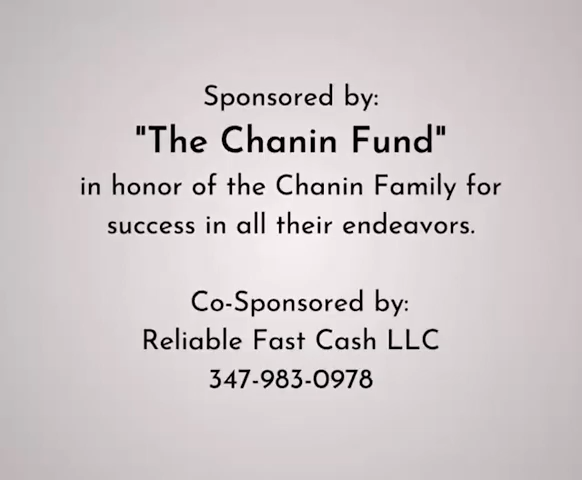 Sponsored by:
"The Chanin Fund"
in honor of the Chanin Family for
success in all their endeavors.
Co-Sponsored by:
Reliable Fast Cash LLC
347-983-0978